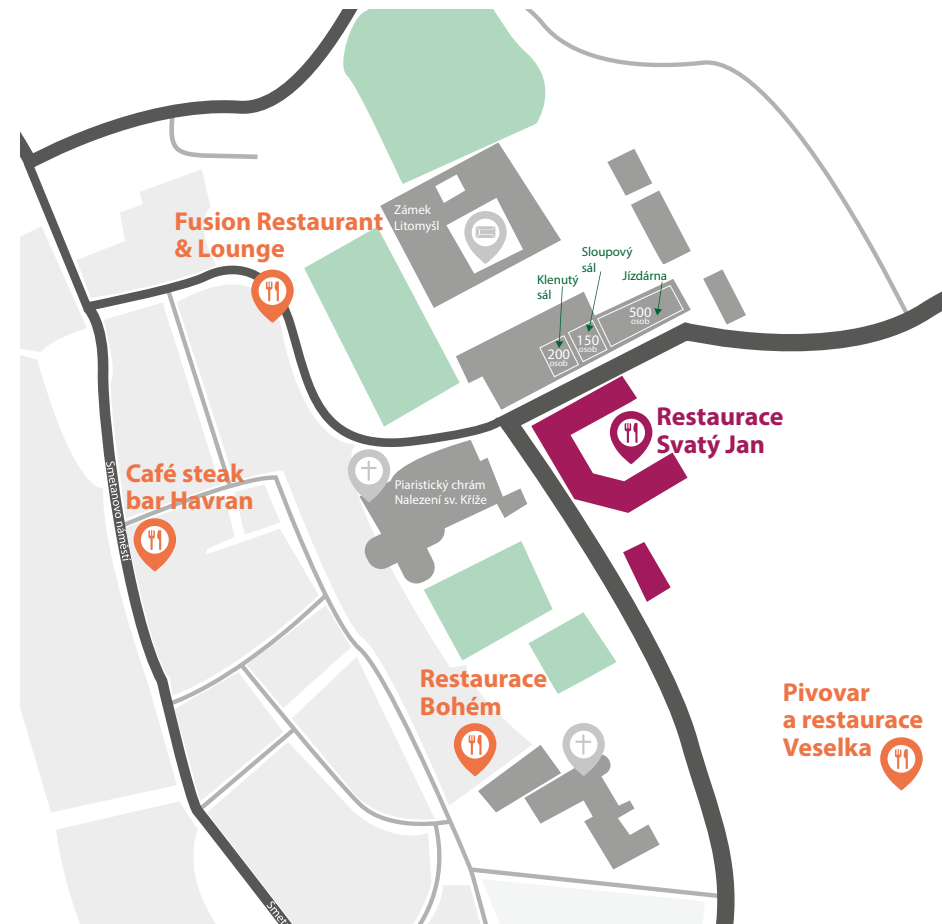 Zámek
Litomyšl
Fusion Restaurant
& Lounge
Sloupový
sál
Klenutý
sál
Jízdárna
500
osob
150
osob
200
osob
Restaurace
Svatý Jan
Café steak
bar Havran
Smetanovo náměstí
Piaristický chrám
Nalezení sv. Kříže
Restaurace
Bohém
Pivovar
a restaurace
Veselka
Smet